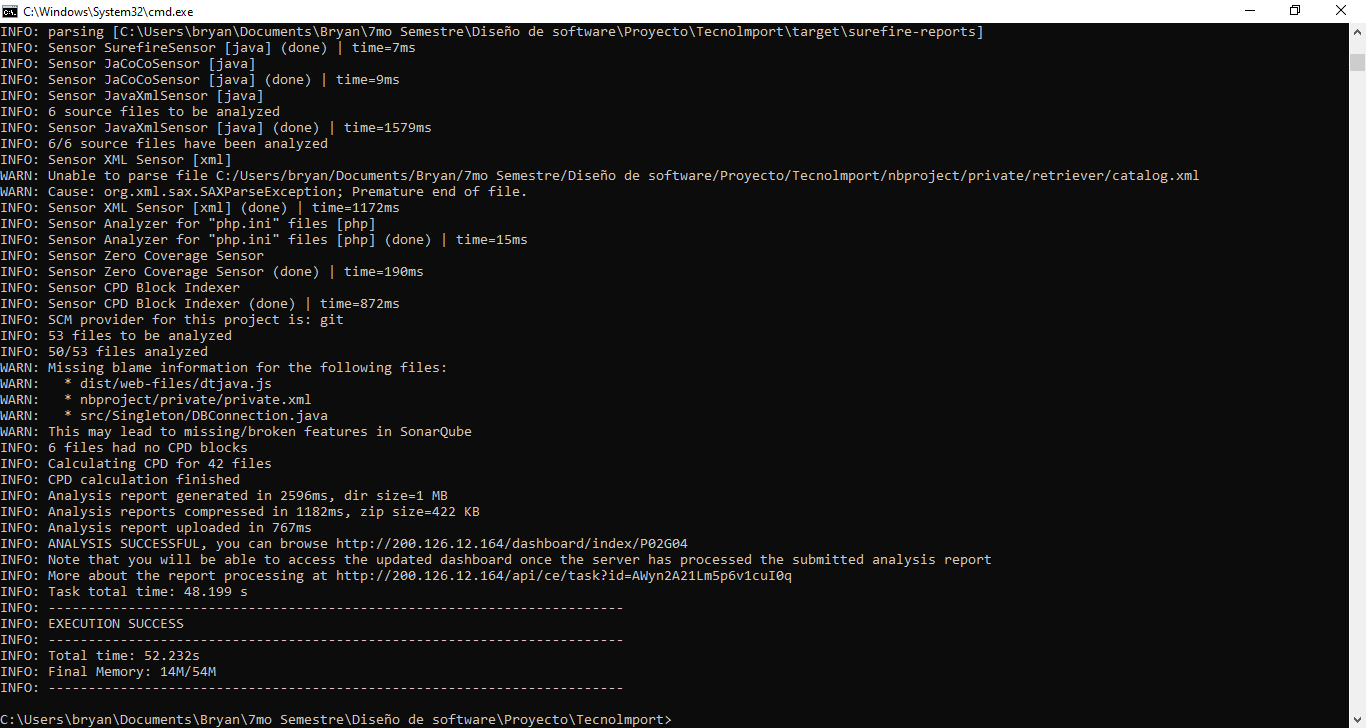 C:\Windows\System32\cmd.exe
INFO: parsing [C:\Users\bryan\Documents\Bryan\7mo Semestre\Diseño de software\Proyecto\Tecnolmport\target\surefire-reports]
INFO: Sensor SurefireSensor [java] (done) | time=7ms
INFO: Sensor JaCoCoSensor [java]
INFO: Sensor JaCoCoSensor [java] (done) | time=9ms
INFO: Sensor JavaXmlSensor [java]
INFO: 6 source files to be analyzed
INFO: Sensor JavaXmlSensor [java] (done) | time=1579ms
INFO: 6/6 source files have been analyzed
INFO: Sensor XML Sensor [xml]
WARN: Unable to parse file C:/Users/bryan/Documents/Bryan/7mo Semestre/Diseño de software/Proyecto/Tecnolmport/nbproject/private/retriever/catalog.xml
WARN: Cause: org.xml.sax.SAXParseException; Premature end of file.
INFO: Sensor XML Sensor [xml] (done) | time=1172ms
INFO: Sensor Analyzer for "php.ini" files [php]
INFO: Sensor Analyzer for "php.ini" files [php] (done) | time=15ms
INFO: Sensor Zero Coverage Sensor
INFO: Sensor Zero Coverage Sensor (done) | time=190ms
INFO: Sensor CPD Block Indexer
INFO: Sensor CPD Block Indexer (done) | time=872ms
INFO: SCM provider for this project is: git
INFO: 53 files to be analyzed
INFO: 50/53 files analyzed
WARN: Missing blame information for the following files:
WARN:   * dist/web-files/dtjava.js
WARN:   * nbproject/private/private.xml
WARN:   * src/Singleton/DBConnection.java
WARN: This may lead to missing/broken features in SonarQube
INFO: 6 files had no CPD blocks
INFO: Calculating CPD for 42 files
INFO: CPD calculation finished
INFO: Analysis report generated in 2596ms, dir size=1 MB
INFO: Analysis reports compressed in 1182ms, zip size=422 KB
INFO: Analysis report uploaded in 767ms
INFO: ANALYSIS SUCCESSFUL, you can browse http://200.126.12.164/dashboard/index/P02G04
INFO: Note that you will be able to access the updated dashboard once the server has processed the submitted analysis report
INFO: More about the report processing at http://200.126.12.164/api/ce/task?id=AWyn2A21Lm5p6v1cuI0q
INFO: Task total time: 48.199 s
INFO: ------------------------------------------------------------------------
INFO: EXECUTION SUCCESS
INFO: ------------------------------------------------------------------------
INFO: Total time: 52.232s
INFO: Final Memory: 14M/54M
INFO: ------------------------------------------------------------------------
C:\Users\bryan\Documents\Bryan\7mo Semestre\Diseño de software\Proyecto\Tecnolmport>